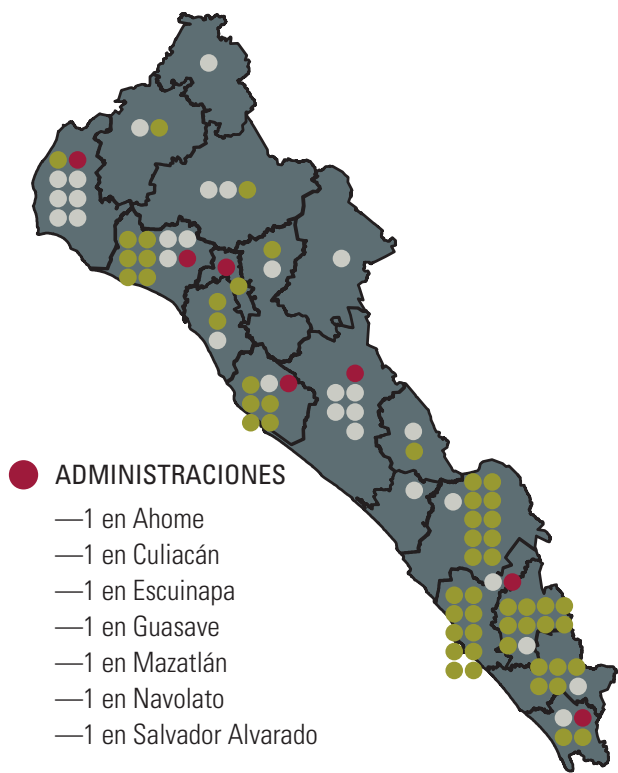 ADMINISTRACIONES
—1 en Ahome
—1 en Culiacán
—1 en Escuinapa
—1 en Guasave
—1 en Mazatlán
—1 en Navolato
—1 en Salvador Alvarado